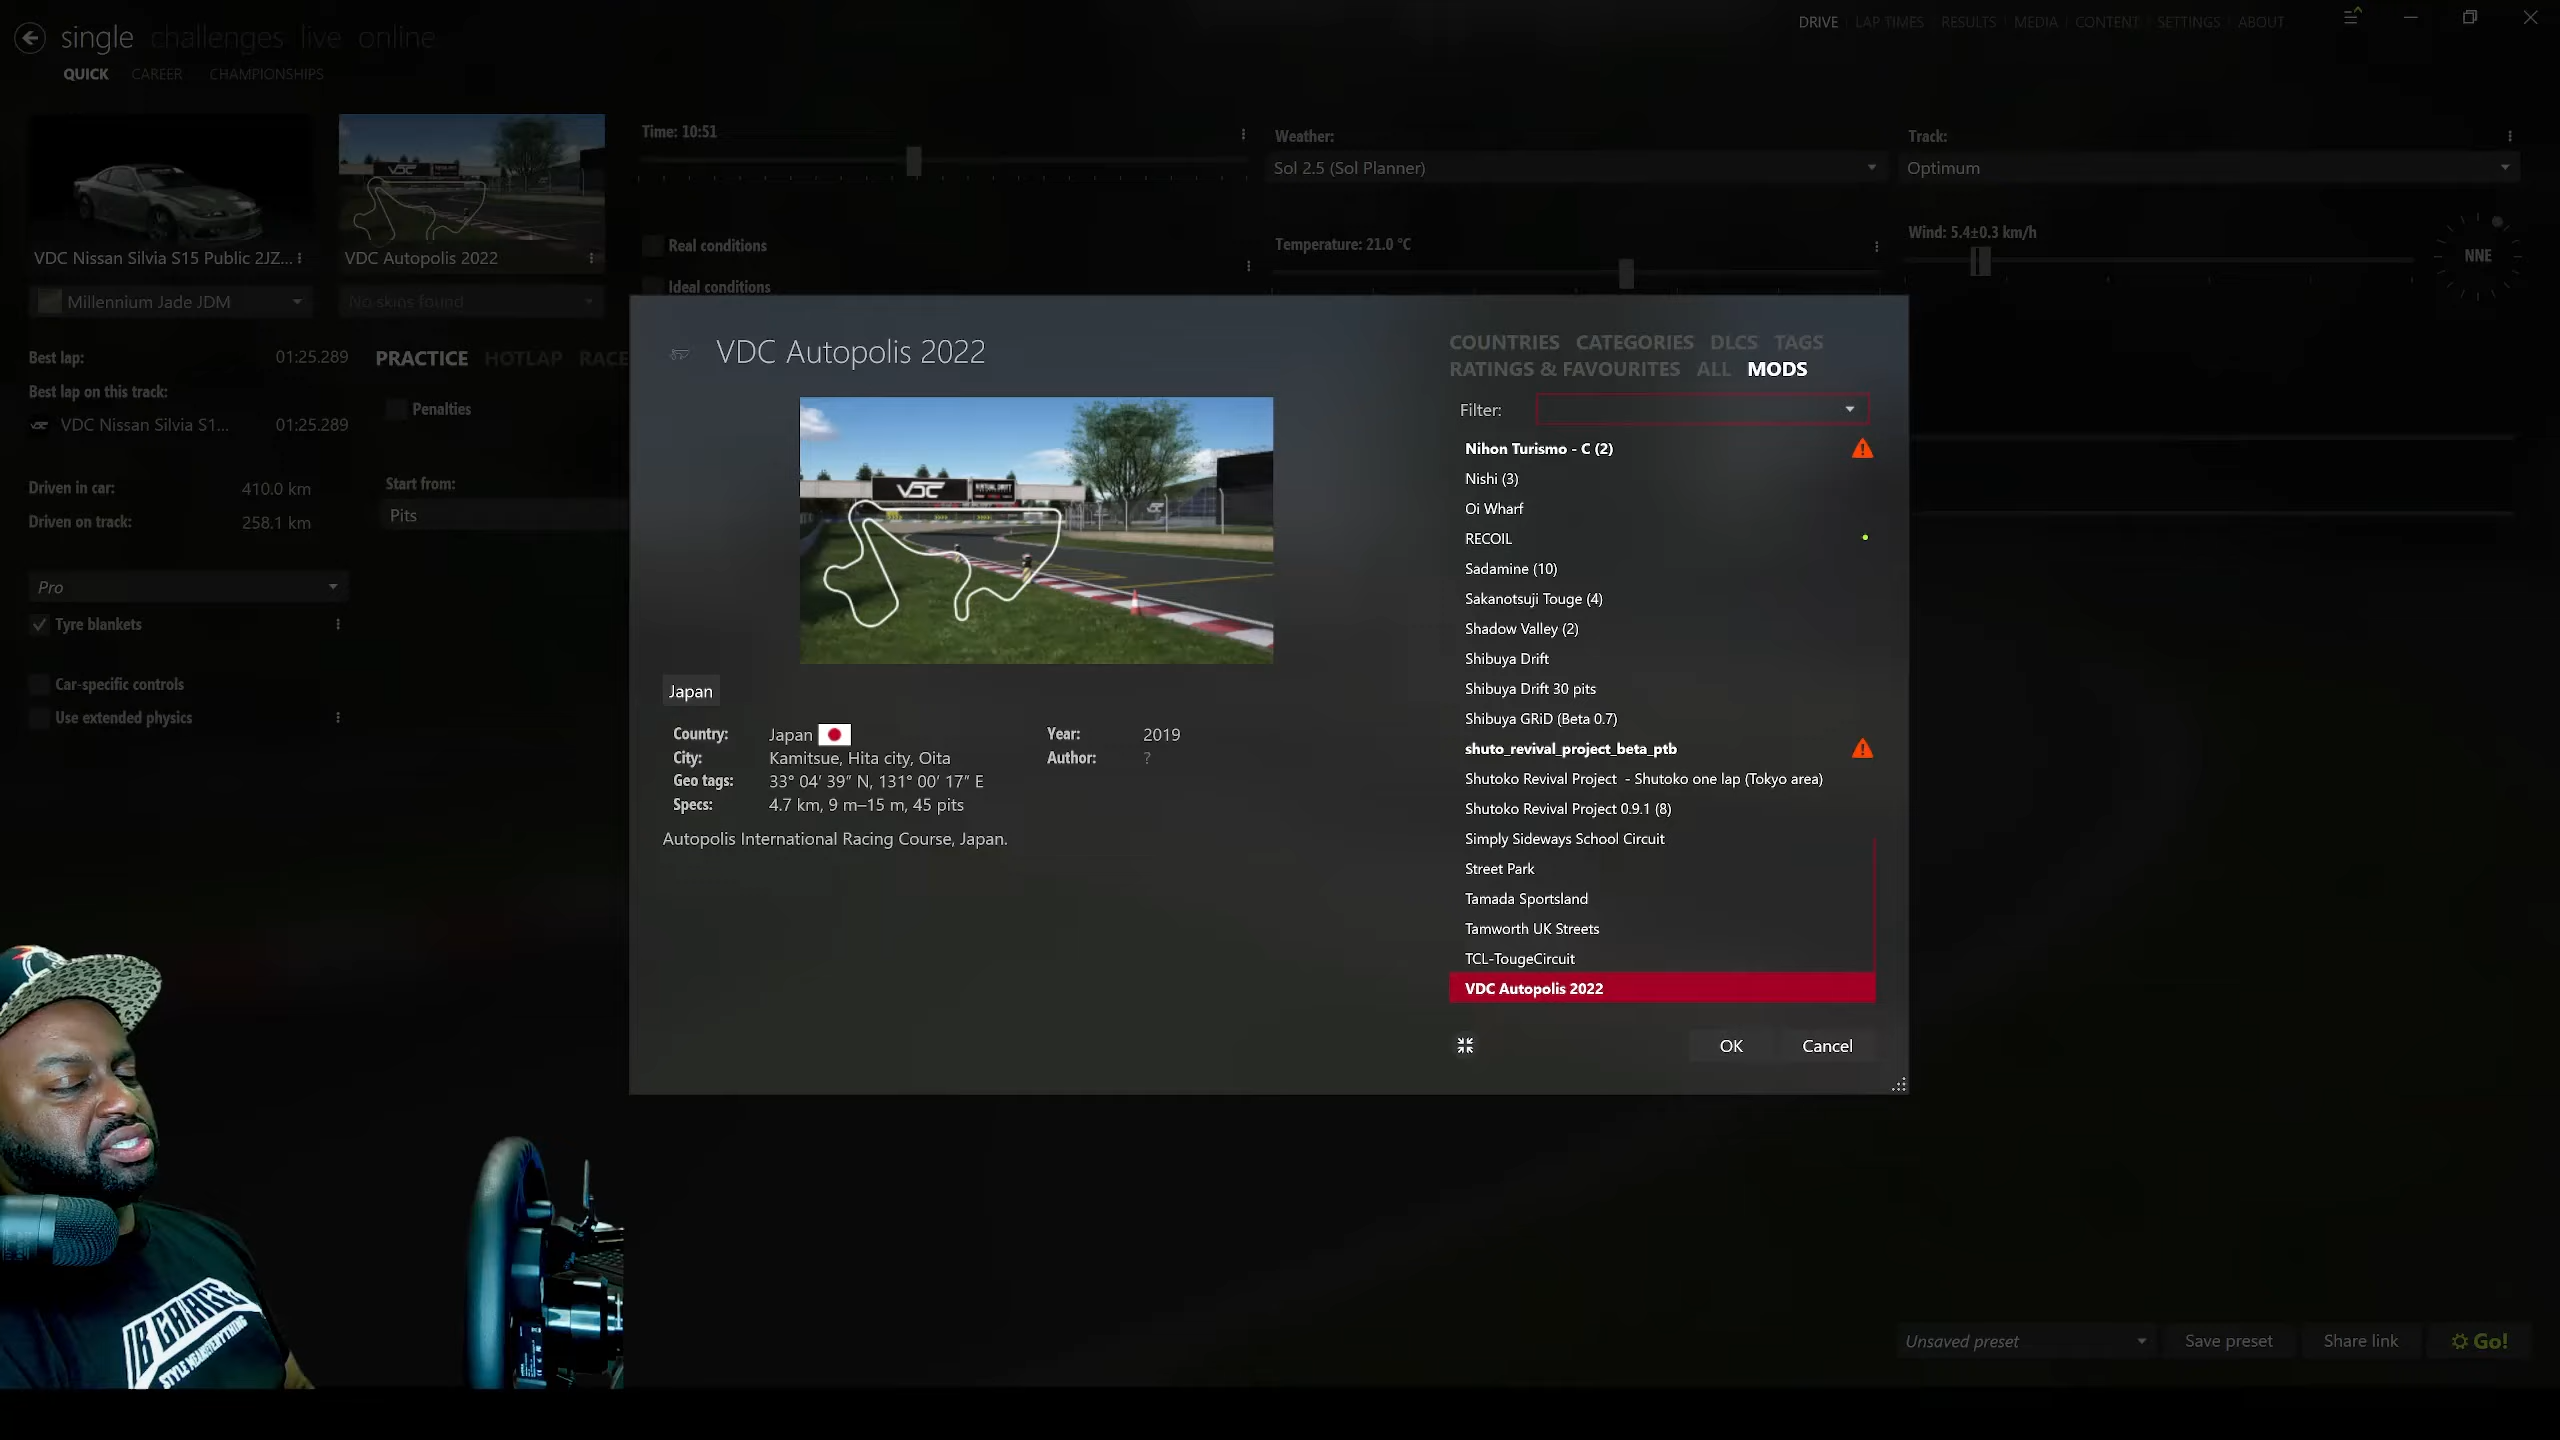 single challenges live online
DRIVE LAP TIMES RESULTS MEDIA CONTENT SETTINGS ABOUT
QUICK CAREER CHAMPIONSHIPS
VDC Nissan Silvia S15 Public 2JZ...
VDC Autopolis 2022
Millennium Jade JDM
No skins found
Time: 10:51
Weather:
Sol 2.5 (Sol Planner)
Track:
Optimum
Real conditions
Ideal conditions
Temperature: 21.0 °C
Wind: 5.4±0.3 km/h
NNE
Best lap: 01:25.289
Best lap on this track:
VDC Nissan Silvia S1... 01:25.289
Driven in car: 410.0 km
Driven on track: 258.1 km
PRACTICE HOTLAP RACE
Penalties
Start from:
Pits
Pro
Tyre blankets
Car-specific controls
Use extended physics
VDC Autopolis 2022
VDC
Japan
Country: Japan
City: Kamitsue, Hita city, Oita
Geo tags: 33° 04′ 39″ N, 131° 00′ 17″ E
Specs: 4.7 km, 9 m–15 m, 45 pits
Year: 2019
Author: ?
Autopolis International Racing Course, Japan.
COUNTRIES CATEGORIES DLCS TAGS
RATINGS & FAVOURITES ALL MODS
Filter:
Nihon Turismo - C (2)
Nishi (3)
Oi Wharf
RECOIL
Sadamine (10)
Sakanotsuji Touge (4)
Shadow Valley (2)
Shibuya Drift
Shibuya Drift 30 pits
Shibuya GRiD (Beta 0.7)
shuto_revival_project_beta_ptb
Shutoko Revival Project - Shutoko one lap (Tokyo area)
Shutoko Revival Project 0.9.1 (8)
Simply Sideways School Circuit
Street Park
Tamada Sportsland
Tamworth UK Streets
TCL-TougeCircuit
VDC Autopolis 2022
OK Cancel
Unsaved preset
Save preset
Share link
Go!
JB GARAGE
STYLE MEANS EVERYTHING